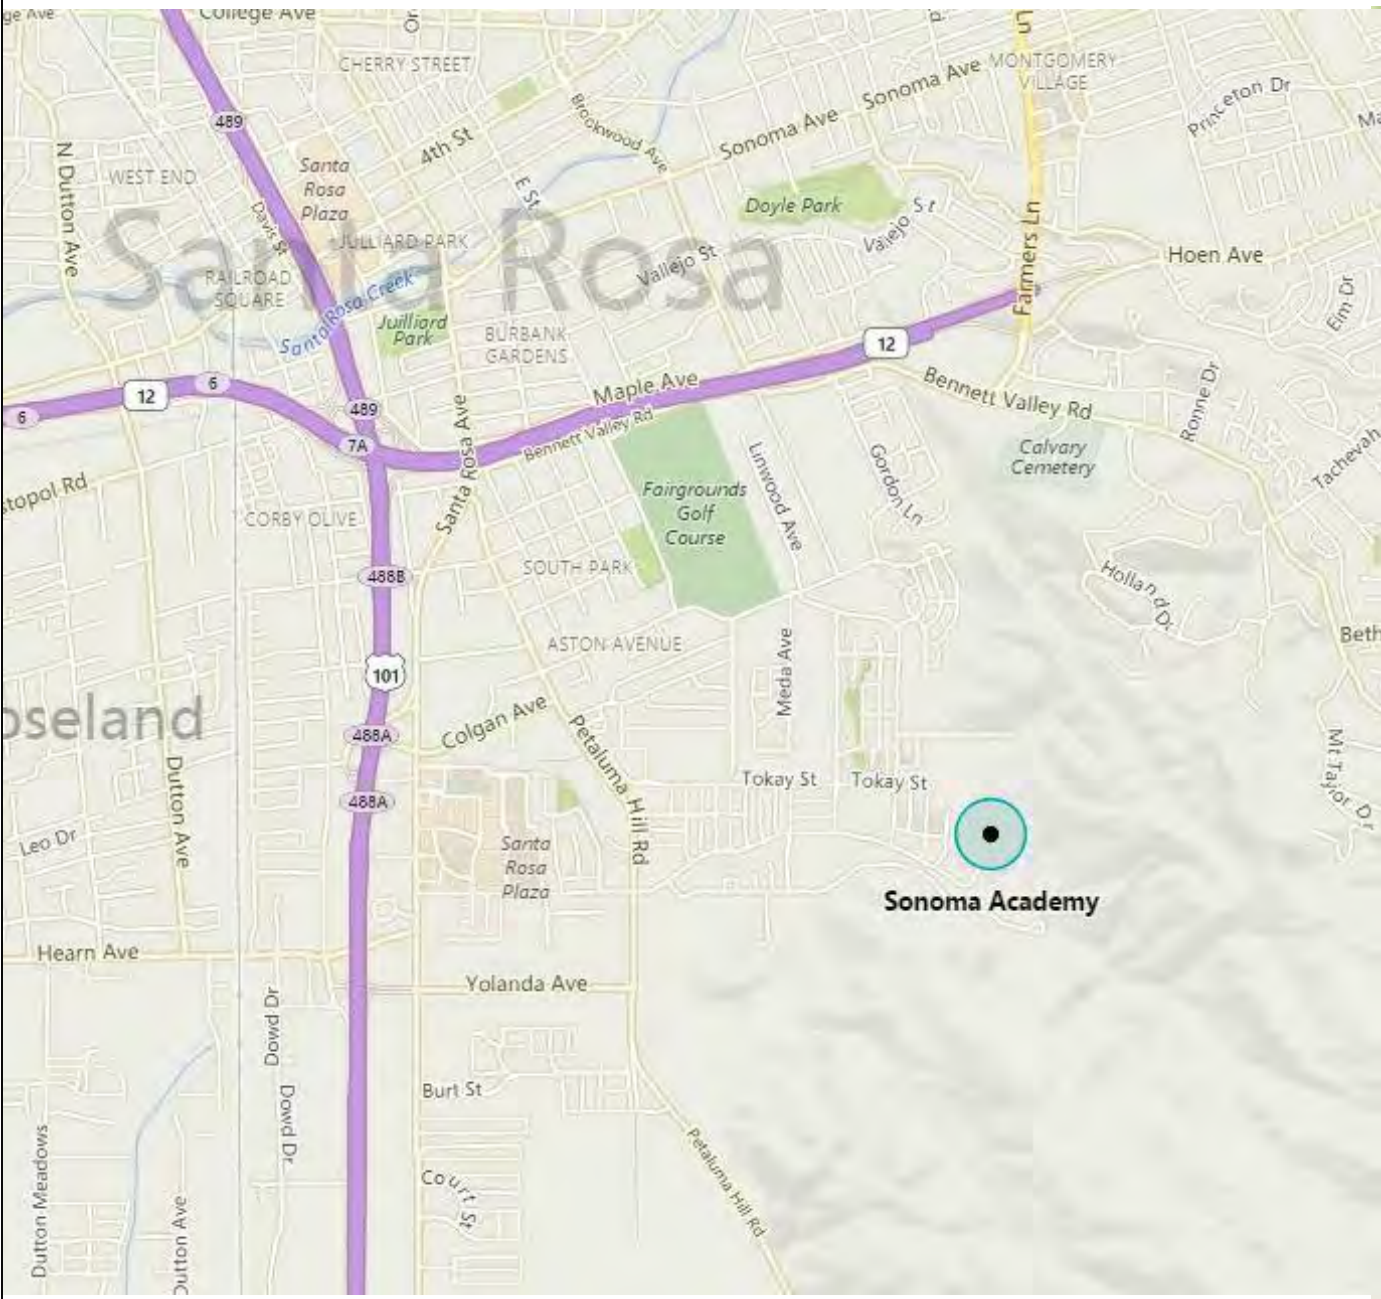 ge Ave
College Ave
CHERRY STREET
MONTGOMERY
VILLAGE
Sonoma Ave
Princeton Dr
489
Brookwood Ave
Sonoma Ave
4th St
N Dutton Ave
WEST END
Santa
Rosa
Plaza
E St
Doyle Park
Vallejo St
Davis St
JULLIARD PARK
Santa Rosa
Farmers Ln
Hoen Ave
RAILROAD
SQUARE
Vallejo St
Santa Rosa Creek
Elm Dr
Juilliard
Park
BURBANK
GARDENS
12
6
12
6
Maple Ave
Bennett Valley Rd
Ronne Dr
489
7A
Santa Rosa Ave
Bennett Valley Rd
Calvary
Cemetery
Tachevah
stopol Rd
Fairgrounds
Golf
Course
Linwood Ave
Gordon Ln
CORBY OLIVE
488B
SOUTH PARK
Holland Dr
ASTON AVENUE
Beth
101
Meda Ave
oseland
488A
Colgan Ave
Petaluma Hill Rd
Mt Taylor Dr
Dutton Ave
488A
Tokay St
Tokay St
Leo Dr
Santa
Rosa
Plaza
Sonoma Academy
Hearn Ave
Yolanda Ave
Dowd Dr
Burt St
Dowd Dr
Dutton Meadows
Petaluma Hill Rd
Court St
Dutton Ave